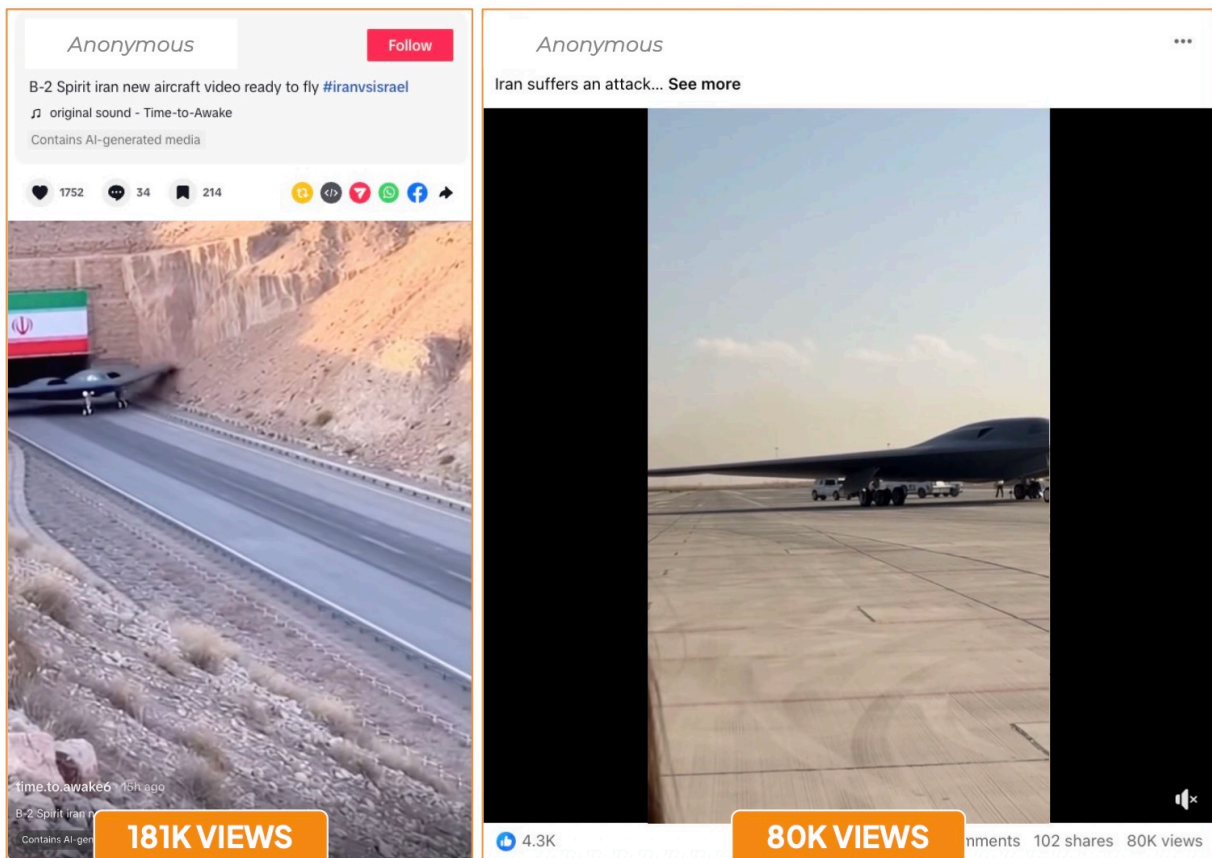 Anonymous
Follow
B-2 Spirit iran new aircraft video ready to fly #iranvsisrael
original sound - Time-to-Awake
Contains AI-generated media
1752
34
214
time.to.awake6 · 15h ago
B-2 Spirit iran n
Contains AI-gen
181K VIEWS
Anonymous
Iran suffers an attack... See more
4.3K
80K VIEWS
mments 102 shares 80K views